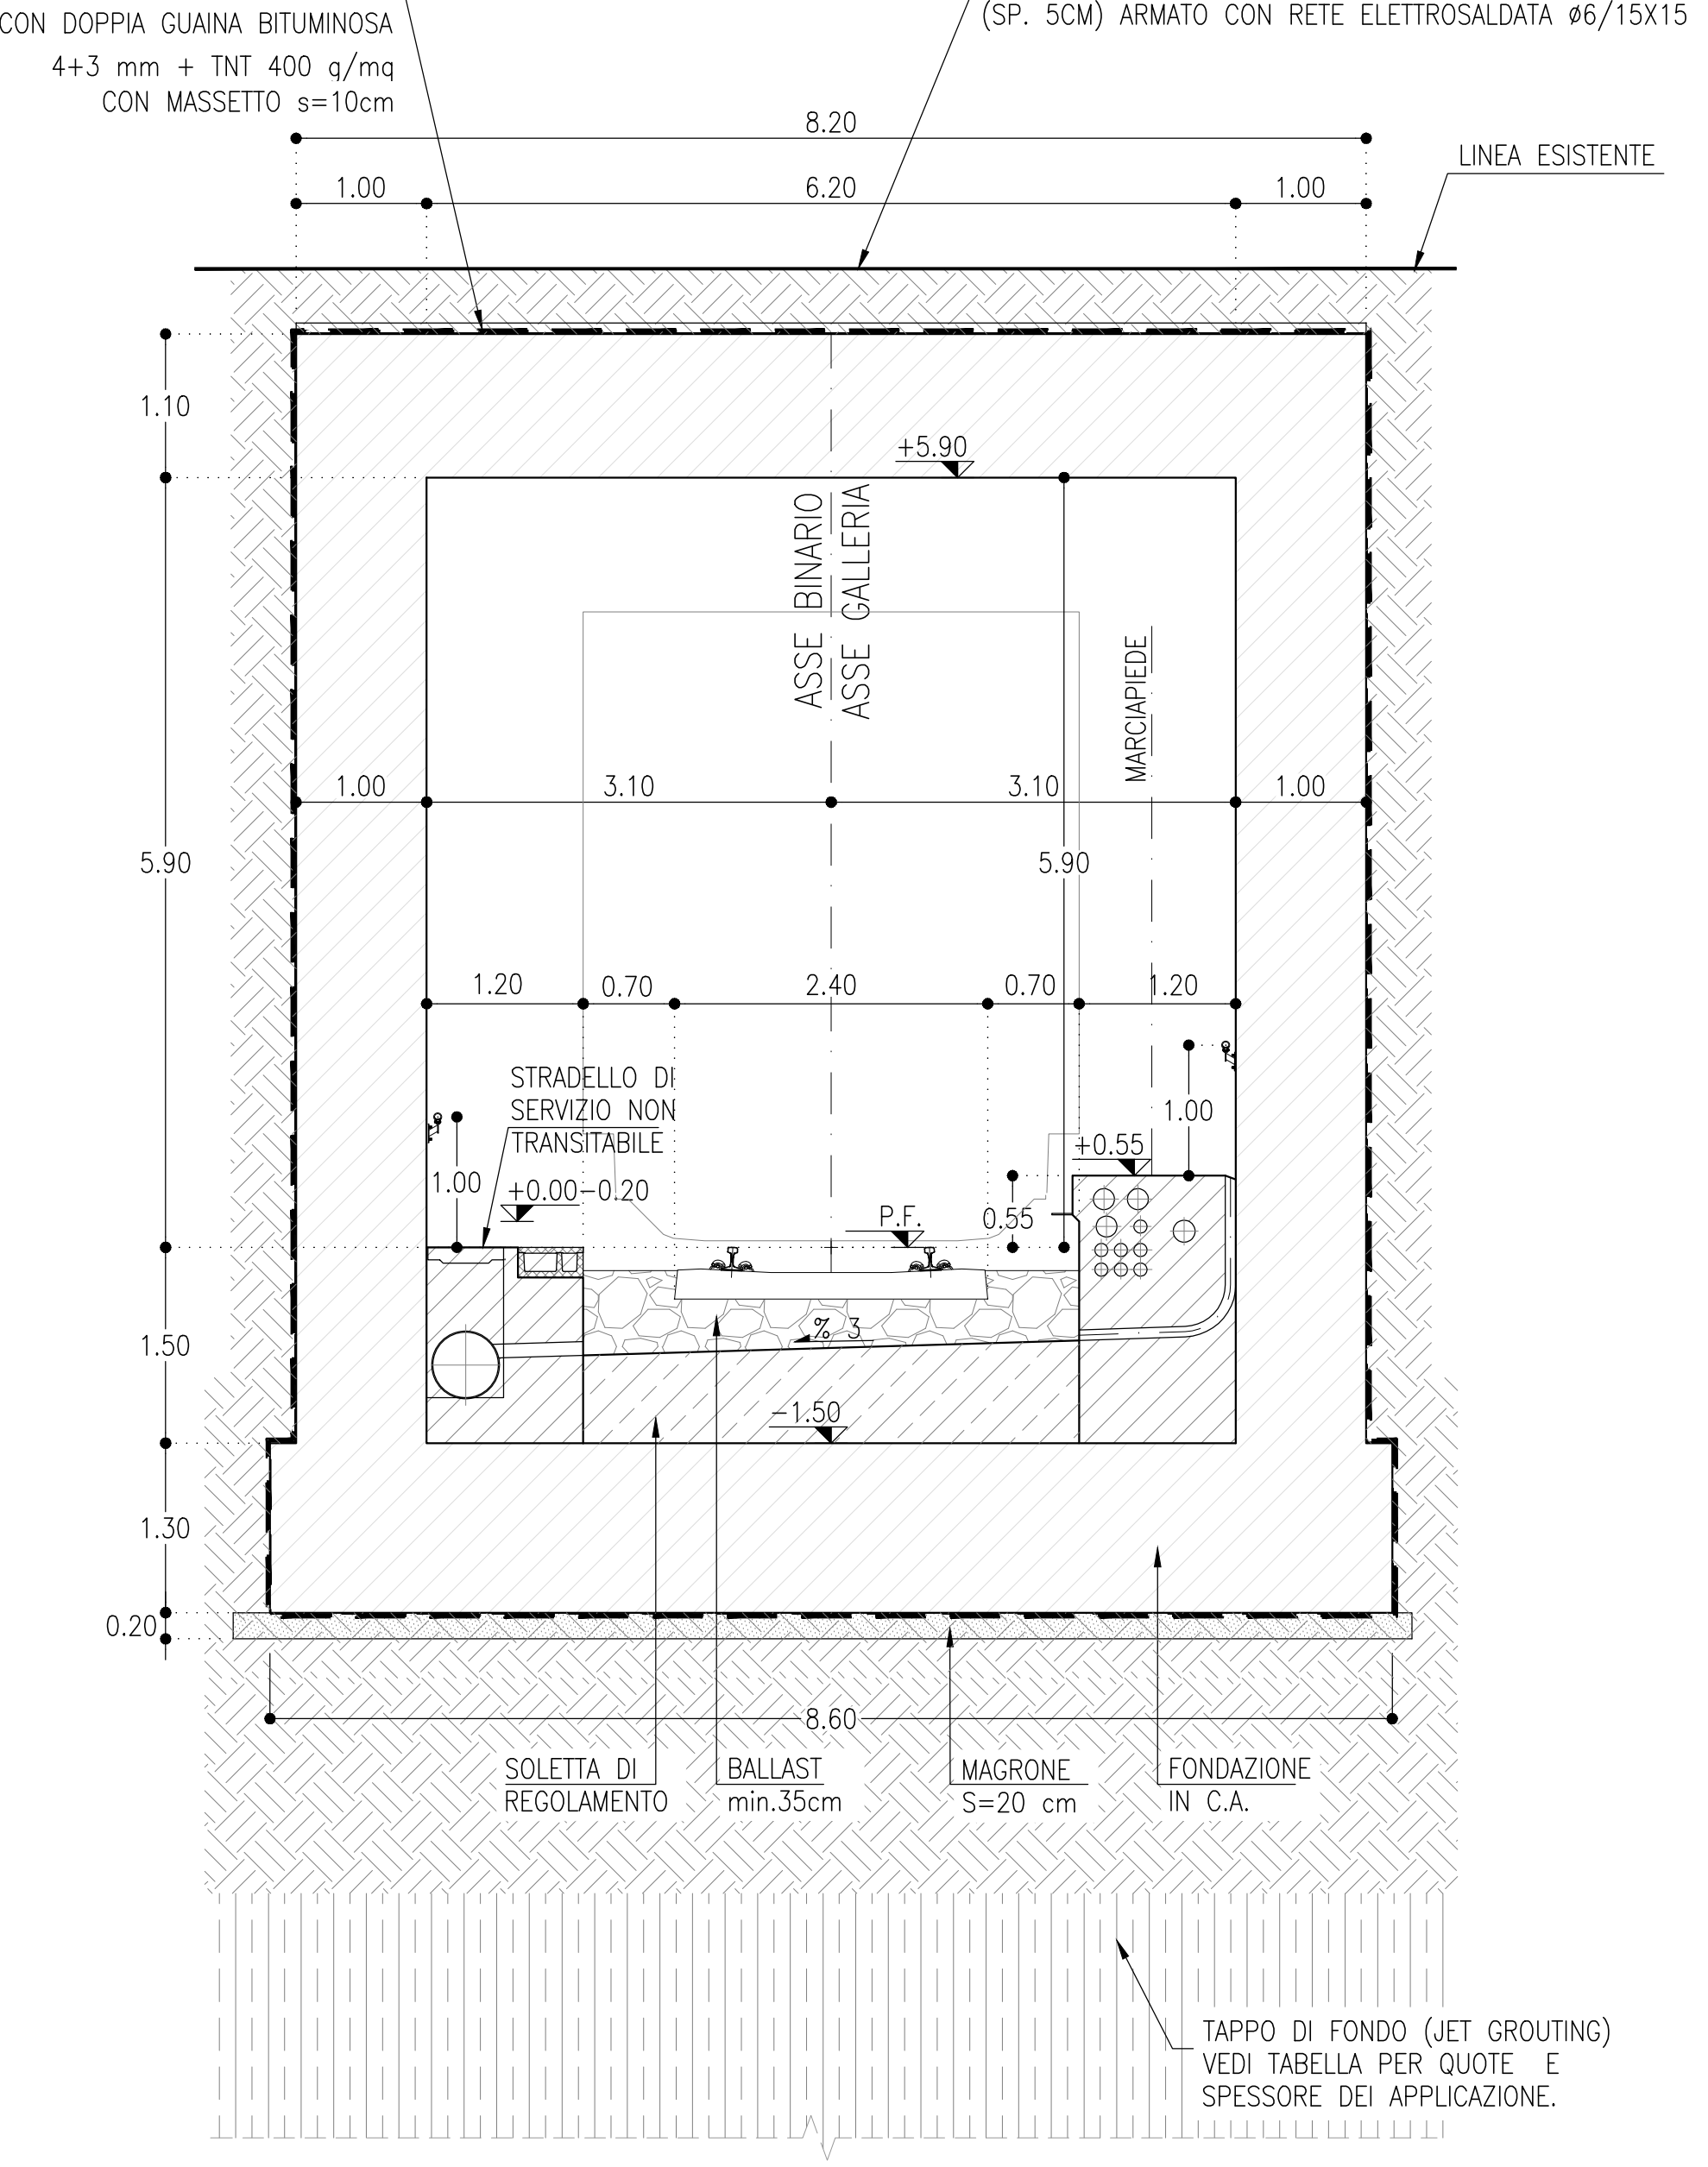 CON DOPPIA GUAINA BITUMINOSA
4+3 mm + TNT 400 g/mq
CON MASSETTO s=10cm
(SP. 5CM) ARMATO CON RETE ELETTROSALDATA ø6/15X15
8.20
LINEA ESISTENTE
1.00
6.20
1.00
1.10
+5.90
ASSE BINARIO
ASSE GALLERIA
MARCIAPIEDE
1.00
3.10
3.10
1.00
5.90
5.90
1.20
0.70
2.40
0.70
1.20
STRADELLO DI
SERVIZIO NON
TRANSITABILE
1.00
1.00
+0.55
+0.00-0.20
P.F.
0.55
1.50
% 3
-1.50
1.30
0.20
8.60
SOLETTA DI
REGOLAMENTO
BALLAST
min.35cm
MAGRONE
S=20 cm
FONDAZIONE
IN C.A.
TAPPO DI FONDO (JET GROUTING)
VEDI TABELLA PER QUOTE E
SPESSORE DEI APPLICAZIONE.